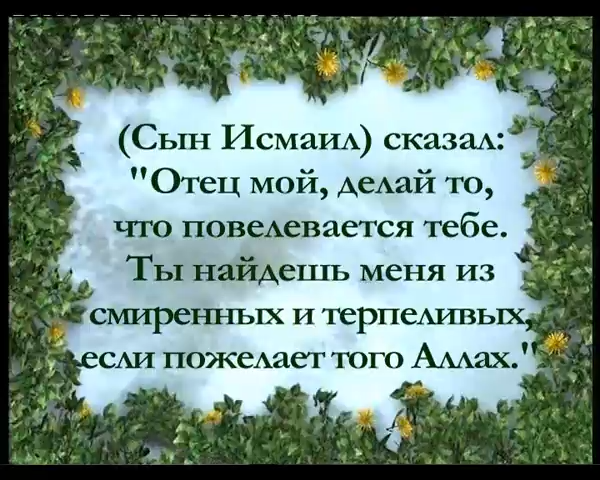 (Сын Исмаил) сказал:
"Отец мой, делай то,
что повелевается тебе.
Ты найдешь меня из
смиренных и терпеливых,
если пожелает того Аллах."